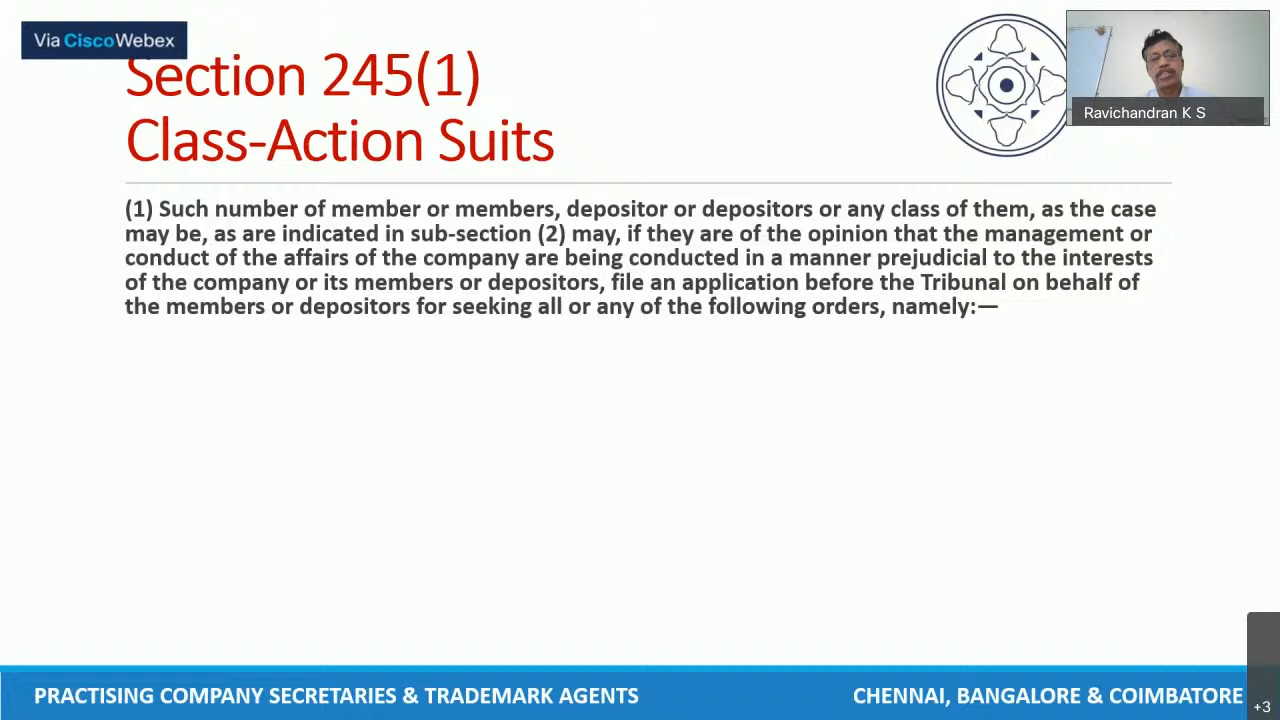 Via CiscoWebex
Section 245(1)
Class-Action Suits
Ravichandran K S
(1) Such number of member or members, depositor or depositors or any class of them, as the case
may be, as are indicated in sub-section (2) may, if they are of the opinion that the management or
conduct of the affairs of the company are being conducted in a manner prejudicial to the interests
of the company or its members or depositors, file an application before the Tribunal on behalf of
the members or depositors for seeking all or any of the following orders, namely:—
PRACTISING COMPANY SECRETARIES & TRADEMARK AGENTS
CHENNAI, BANGALORE & COIMBATORE
+3